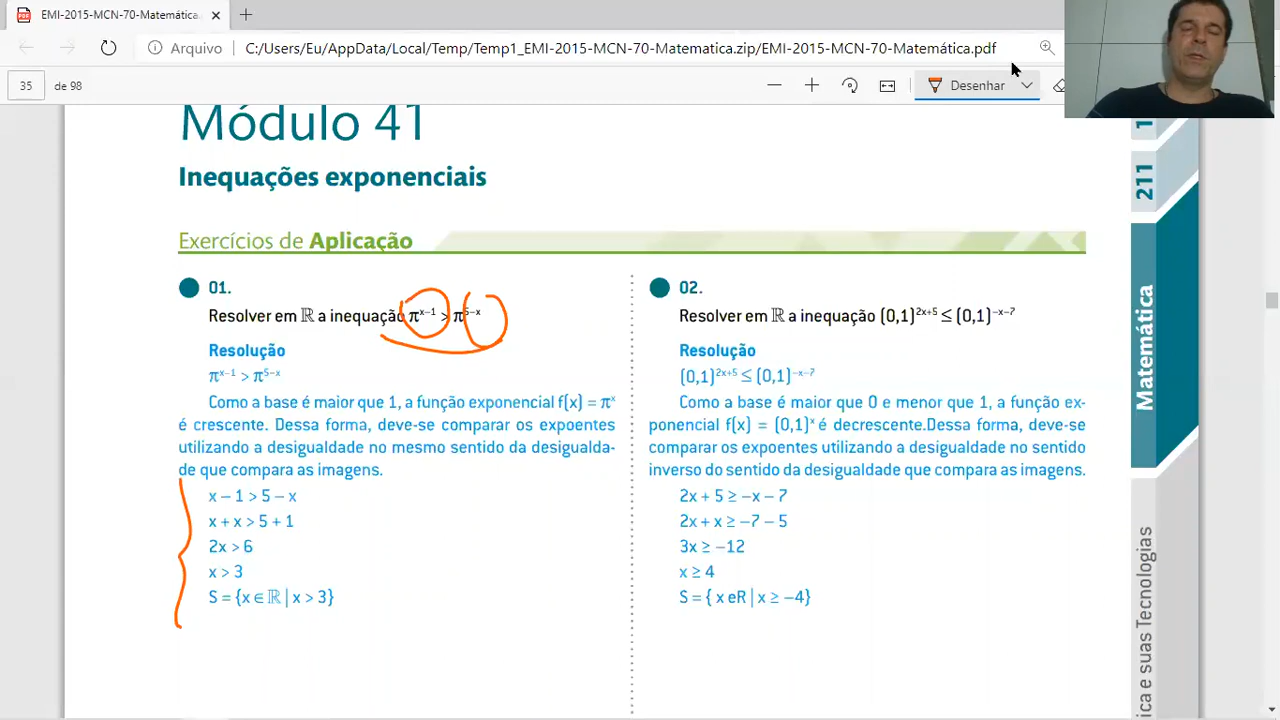 EMI-2015-MCN-70-Matemática.
Arquivo C:/Users/Eu/AppData/Local/Temp/Temp1_EMI-2015-MCN-70-Matematica.zip/EMI-2015-MCN-70-Matemática.pdf
35 de 98 Desenhar
Módulo 41
Inequações exponenciais
Exercícios de Aplicação
01.
Resolver em ℝ a inequação π^(x–1) > π^(5–x)
Resolução
π^(x–1) > π^(5–x)
Como a base é maior que 1, a função exponencial f(x) = π^x
é crescente. Dessa forma, deve-se comparar os expoentes
utilizando a desigualdade no mesmo sentido da desigualda-
de que compara as imagens.
x – 1 > 5 – x
x + x > 5 + 1
2x > 6
x > 3
S = {x ∈ ℝ | x > 3}
02.
Resolver em ℝ a inequação (0,1)^(2x+5) ≤ (0,1)^(–x–7)
Resolução
(0,1)^(2x+5) ≤ (0,1)^(–x–7)
Como a base é maior que 0 e menor que 1, a função ex-
ponencial f(x) = (0,1)^x é decrescente.Dessa forma, deve-se
comparar os expoentes utilizando a desigualdade no sentido
inverso do sentido da desigualdade que compara as imagens.
2x + 5 ≥ –x – 7
2x + x ≥ –7 – 5
3x ≥ –12
x ≥ 4
S = { x eR | x ≥ –4}
211
Matemática
ica e suas Tecnologias